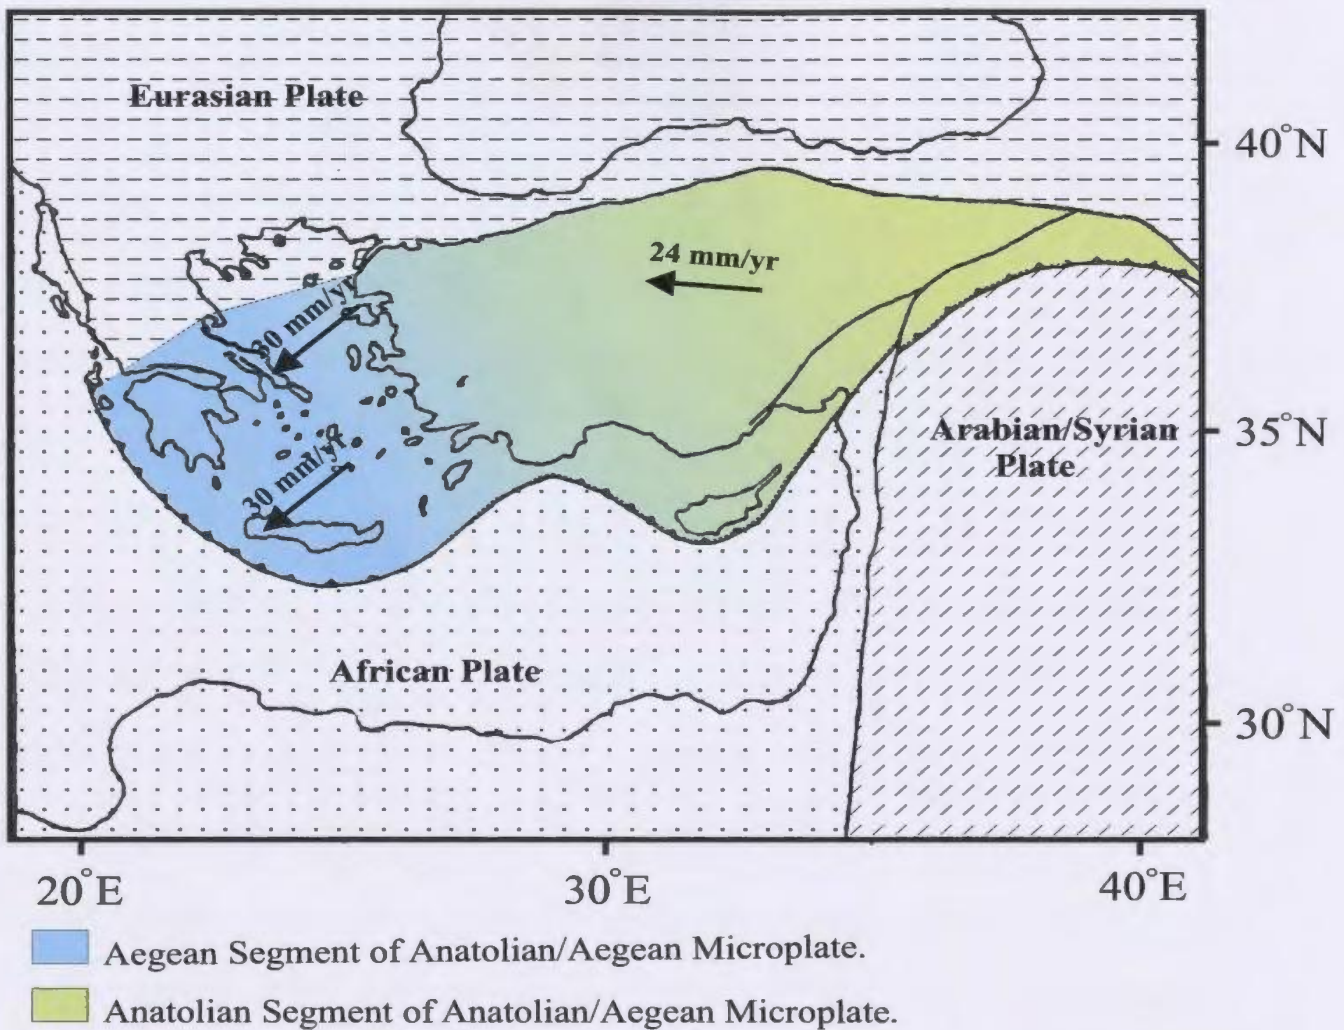 Eurasian Plate
40°N
24 mm/yr
30 mm/yr
Arabian/Syrian
Plate
35°N
30 mm/yr
African Plate
30°N
20°E
30°E
40°E
Aegean Segment of Anatolian/Aegean Microplate.
Anatolian Segment of Anatolian/Aegean Microplate.